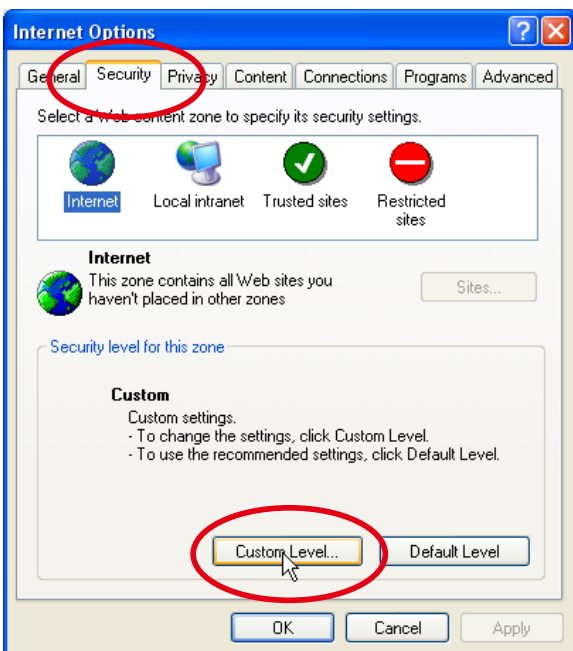 Internet Options
General Security Privacy Content Connections Programs Advanced
Select a Web content zone to specify its security settings.
Internet Local intranet Trusted sites Restricted
sites
Internet
This zone contains all Web sites you
haven't placed in other zones
Sites...
Security level for this zone
Custom
Custom settings.
- To change the settings, click Custom Level.
- To use the recommended settings, click Default Level.
Custom Level... Default Level
OK Cancel Apply